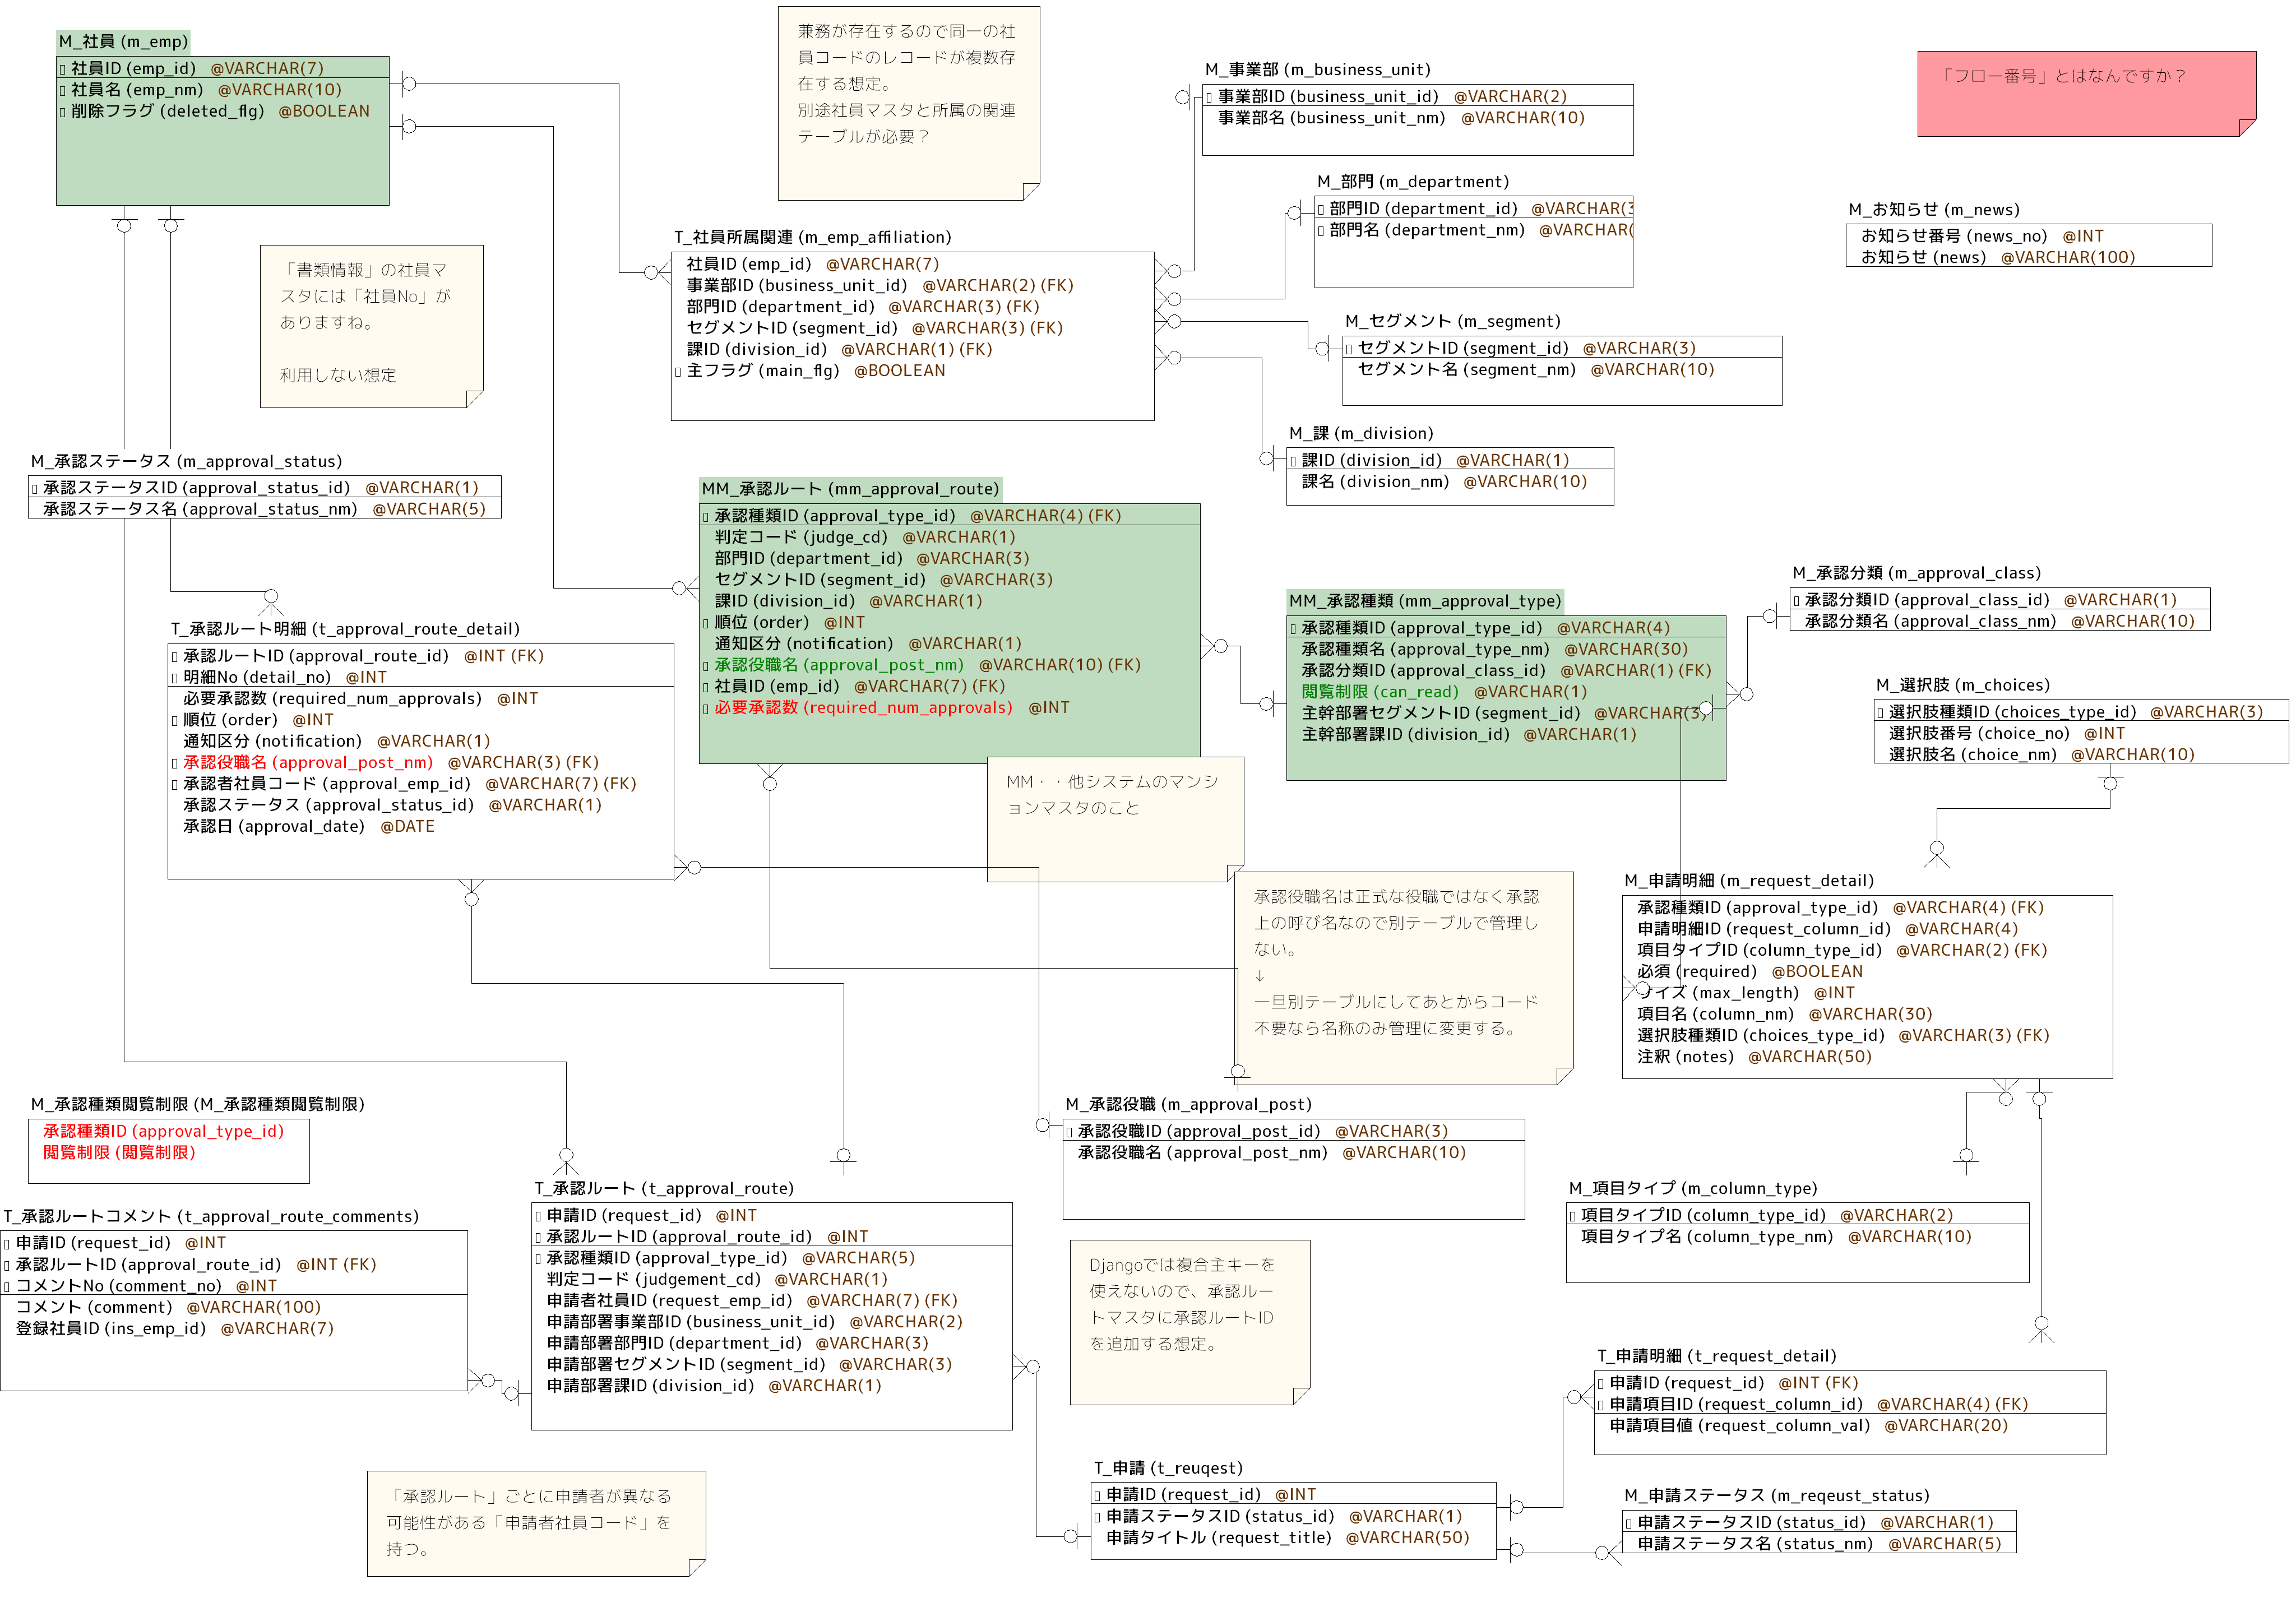 M_社員 (m_emp)
社員ID (emp_id) @VARCHAR(7)
社員名 (emp_nm) @VARCHAR(10)
削除フラグ (deleted_flg) @BOOLEAN
兼務が存在するので同一の社
員コードのレコードが複数存
在する想定。
別途社員マスタと所属の関連
テーブルが必要？
M_事業部 (m_business_unit)
事業部ID (business_unit_id) @VARCHAR(2)
事業部名 (business_unit_nm) @VARCHAR(10)
「フロー番号」とはなんですか？
M_部門 (m_department)
部門ID (department_id) @VARCHAR(3
部門名 (department_nm) @VARCHAR(
M_お知らせ (m_news)
お知らせ番号 (news_no) @INT
お知らせ (news) @VARCHAR(100)
T_社員所属関連 (m_emp_affiliation)
社員ID (emp_id) @VARCHAR(7)
事業部ID (business_unit_id) @VARCHAR(2) (FK)
部門ID (department_id) @VARCHAR(3) (FK)
セグメントID (segment_id) @VARCHAR(3) (FK)
課ID (division_id) @VARCHAR(1) (FK)
主フラグ (main_flg) @BOOLEAN
「書類情報」の社員マ
スタには「社員No」が
ありますね。
利用しない想定
M_セグメント (m_segment)
セグメントID (segment_id) @VARCHAR(3)
セグメント名 (segment_nm) @VARCHAR(10)
M_課 (m_division)
課ID (division_id) @VARCHAR(1)
課名 (division_nm) @VARCHAR(10)
M_承認ステータス (m_approval_status)
承認ステータスID (approval_status_id) @VARCHAR(1)
承認ステータス名 (approval_status_nm) @VARCHAR(5)
MM_承認ルート (mm_approval_route)
承認種類ID (approval_type_id) @VARCHAR(4) (FK)
判定コード (judge_cd) @VARCHAR(1)
部門ID (department_id) @VARCHAR(3)
セグメントID (segment_id) @VARCHAR(3)
課ID (division_id) @VARCHAR(1)
順位 (order) @INT
通知区分 (notification) @VARCHAR(1)
承認役職名 (approval_post_nm) @VARCHAR(10) (FK)
社員ID (emp_id) @VARCHAR(7) (FK)
必要承認数 (required_num_approvals) @INT
MM_承認種類 (mm_approval_type)
承認種類ID (approval_type_id) @VARCHAR(4)
承認種類名 (approval_type_nm) @VARCHAR(30)
承認分類ID (approval_class_id) @VARCHAR(1) (FK)
閲覧制限 (can_read) @VARCHAR(1)
主幹部署セグメントID (segment_id) @VARCHAR(3)
主幹部署課ID (division_id) @VARCHAR(1)
M_承認分類 (m_approval_class)
承認分類ID (approval_class_id) @VARCHAR(1)
承認分類名 (approval_class_nm) @VARCHAR(10)
M_選択肢 (m_choices)
選択肢種類ID (choices_type_id) @VARCHAR(3)
選択肢番号 (choice_no) @INT
選択肢名 (choice_nm) @VARCHAR(10)
T_承認ルート明細 (t_approval_route_detail)
承認ルートID (approval_route_id) @INT (FK)
明細No (detail_no) @INT
必要承認数 (required_num_approvals) @INT
順位 (order) @INT
通知区分 (notification) @VARCHAR(1)
承認役職名 (approval_post_nm) @VARCHAR(3) (FK)
承認者社員コード (approval_emp_id) @VARCHAR(7) (FK)
承認ステータス (approval_status_id) @VARCHAR(1)
承認日 (approval_date) @DATE
MM・・他システムのマンシ
ョンマスタのこと
承認役職名は正式な役職ではなく承認
上の呼び名なので別テーブルで管理し
ない。
↓
一旦別テーブルにしてあとからコード
不要なら名称のみ管理に変更する。
M_申請明細 (m_request_detail)
承認種類ID (approval_type_id) @VARCHAR(4) (FK)
申請明細ID (request_column_id) @VARCHAR(4)
項目タイプID (column_type_id) @VARCHAR(2) (FK)
必須 (required) @BOOLEAN
サイズ (max_length) @INT
項目名 (column_nm) @VARCHAR(30)
選択肢種類ID (choices_type_id) @VARCHAR(3) (FK)
注釈 (notes) @VARCHAR(50)
M_承認種類閲覧制限 (M_承認種類閲覧制限)
承認種類ID (approval_type_id)
閲覧制限 (閲覧制限)
M_承認役職 (m_approval_post)
承認役職ID (approval_post_id) @VARCHAR(3)
承認役職名 (approval_post_nm) @VARCHAR(10)
M_項目タイプ (m_column_type)
項目タイプID (column_type_id) @VARCHAR(2)
項目タイプ名 (column_type_nm) @VARCHAR(10)
T_承認ルートコメント (t_approval_route_comments)
申請ID (request_id) @INT
承認ルートID (approval_route_id) @INT (FK)
コメントNo (comment_no) @INT
コメント (comment) @VARCHAR(100)
登録社員ID (ins_emp_id) @VARCHAR(7)
T_承認ルート (t_approval_route)
申請ID (request_id) @INT
承認ルートID (approval_route_id) @INT
承認種類ID (approval_type_id) @VARCHAR(5)
判定コード (judgement_cd) @VARCHAR(1)
申請者社員ID (request_emp_id) @VARCHAR(7) (FK)
申請部署事業部ID (business_unit_id) @VARCHAR(2)
申請部署部門ID (department_id) @VARCHAR(3)
申請部署セグメントID (segment_id) @VARCHAR(3)
申請部署課ID (division_id) @VARCHAR(1)
Djangoでは複合主キーを
使えないので、承認ルー
トマスタに承認ルートID
を追加する想定。
T_申請明細 (t_request_detail)
申請ID (request_id) @INT (FK)
申請項目ID (request_column_id) @VARCHAR(4) (FK)
申請項目値 (request_column_val) @VARCHAR(20)
「承認ルート」ごとに申請者が異なる
可能性がある「申請者社員コード」を
持つ。
T_申請 (t_reuqest)
申請ID (request_id) @INT
申請ステータスID (status_id) @VARCHAR(1)
申請タイトル (request_title) @VARCHAR(50)
M_申請ステータス (m_reqeust_status)
申請ステータスID (status_id) @VARCHAR(1)
申請ステータス名 (status_nm) @VARCHAR(5)